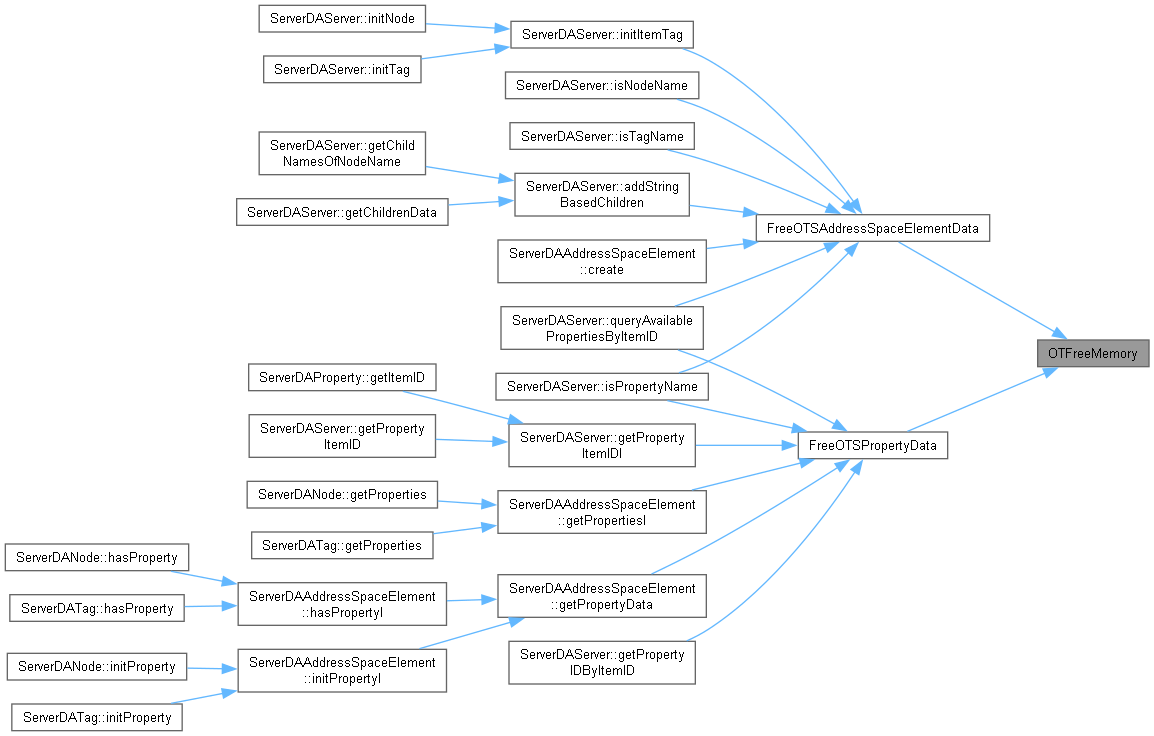 ServerDAServer::initNode
ServerDAServer::initItemTag
ServerDAServer::initTag
ServerDAServer::isNodeName
ServerDAServer::isTagName
ServerDAServer::getChild
NamesOfNodeName
ServerDAServer::addString
BasedChildren
ServerDAServer::getChildrenData
FreeOTSAddressSpaceElementData
ServerDAAddressSpaceElement
::create
ServerDAServer::queryAvailable
PropertiesByItemID
OTFreeMemory
ServerDAProperty::getItemID
ServerDAServer::isPropertyName
ServerDAServer::getProperty
ItemID
ServerDAServer::getProperty
ItemIDI
FreeOTSPropertyData
ServerDANode::getProperties
ServerDAAddressSpaceElement
::getPropertiesI
ServerDATag::getProperties
ServerDANode::hasProperty
ServerDAAddressSpaceElement
::hasPropertyI
ServerDAAddressSpaceElement
::getPropertyData
ServerDATag::hasProperty
ServerDANode::initProperty
ServerDAAddressSpaceElement
::initPropertyI
ServerDAServer::getProperty
IDByItemID
ServerDATag::initProperty